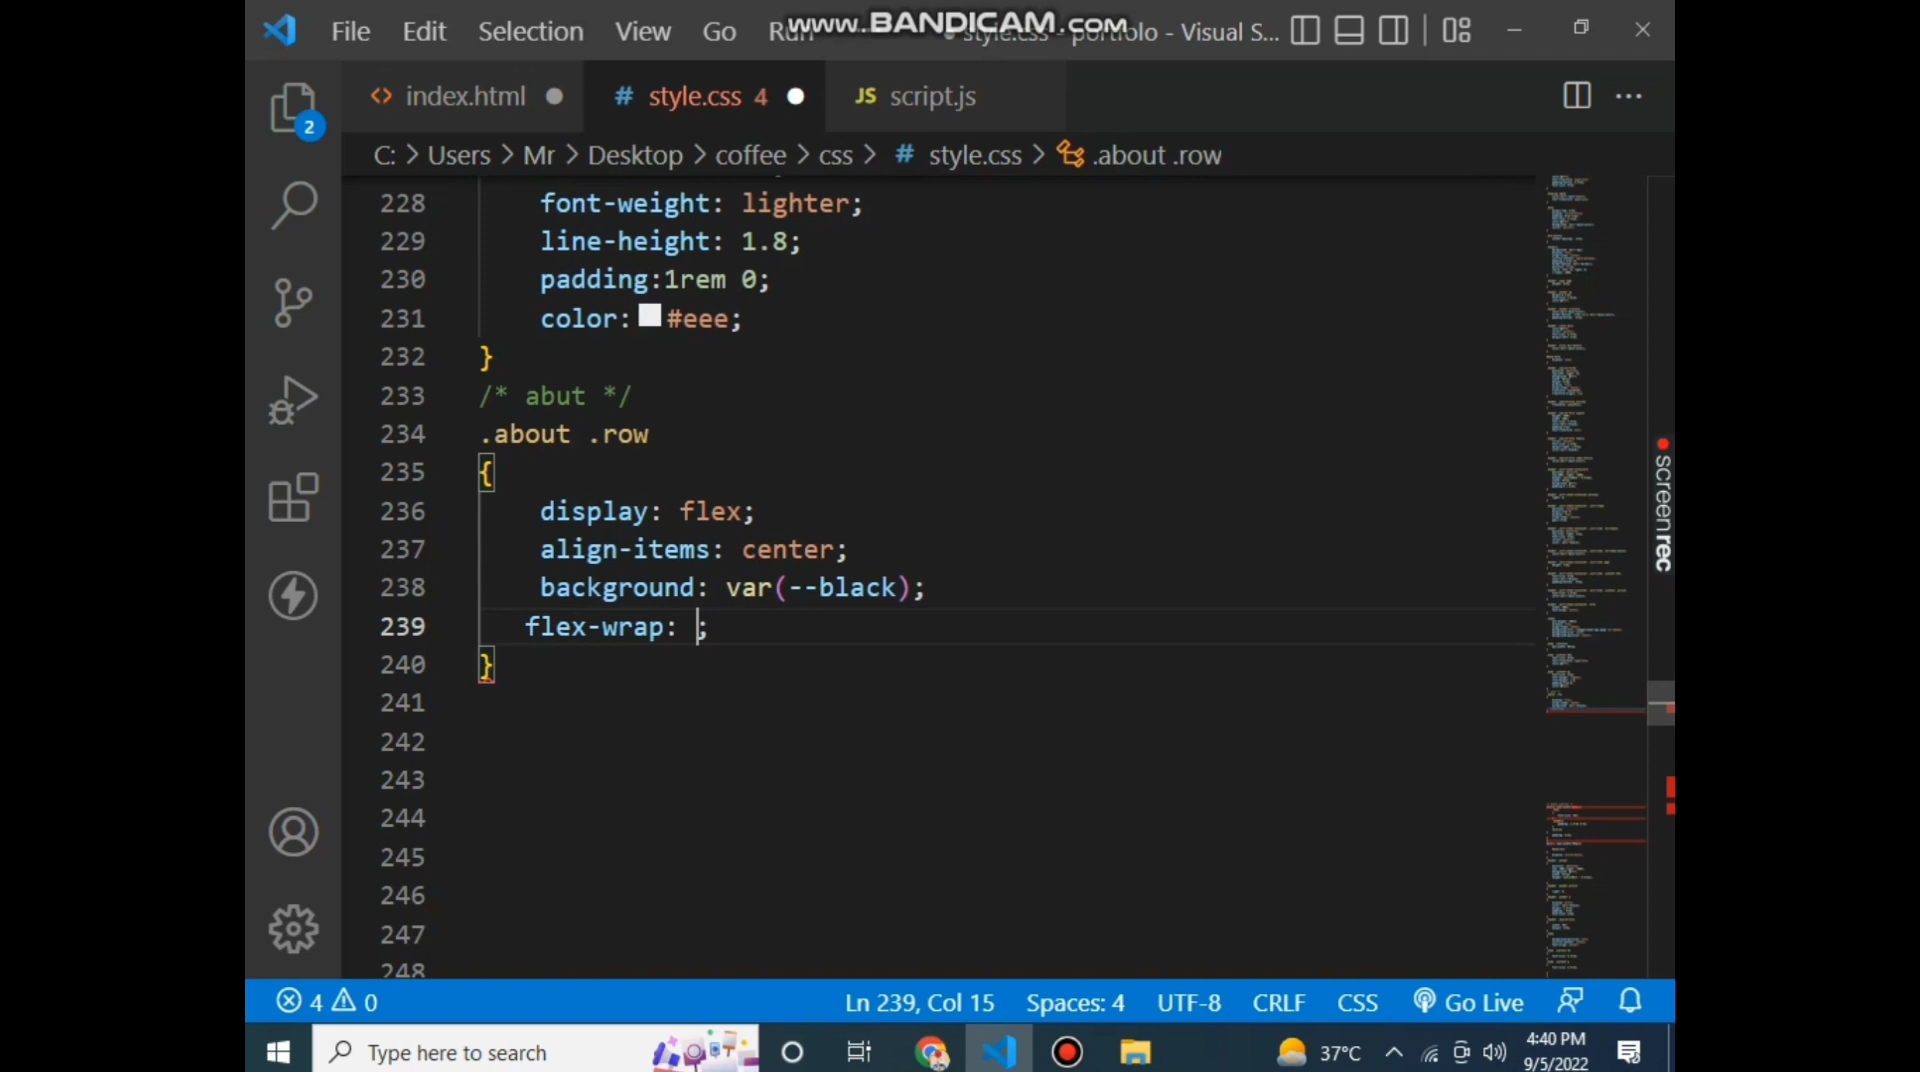 File Edit Selection View Go Run
www.BANDICAM.com
style.css - portfolo - Visual S...
index.html
# style.css 4
JS script.js
2
C: > Users > Mr > Desktop > coffee > css > # style.css > .about .row
228 font-weight: lighter;
229 line-height: 1.8;
230 padding:1rem 0;
231 color: #eee;
232 }
233 /* abut */
234 .about .row
235 {
236 display: flex;
237 align-items: center;
238 background: var(--black);
239 flex-wrap: ;
240 }
241
242
243
244
245
246
247
248
screenrec
4 0
Ln 239, Col 15 Spaces: 4 UTF-8 CRLF CSS Go Live
Type here to search
37°C
4:40 PM
9/5/2022